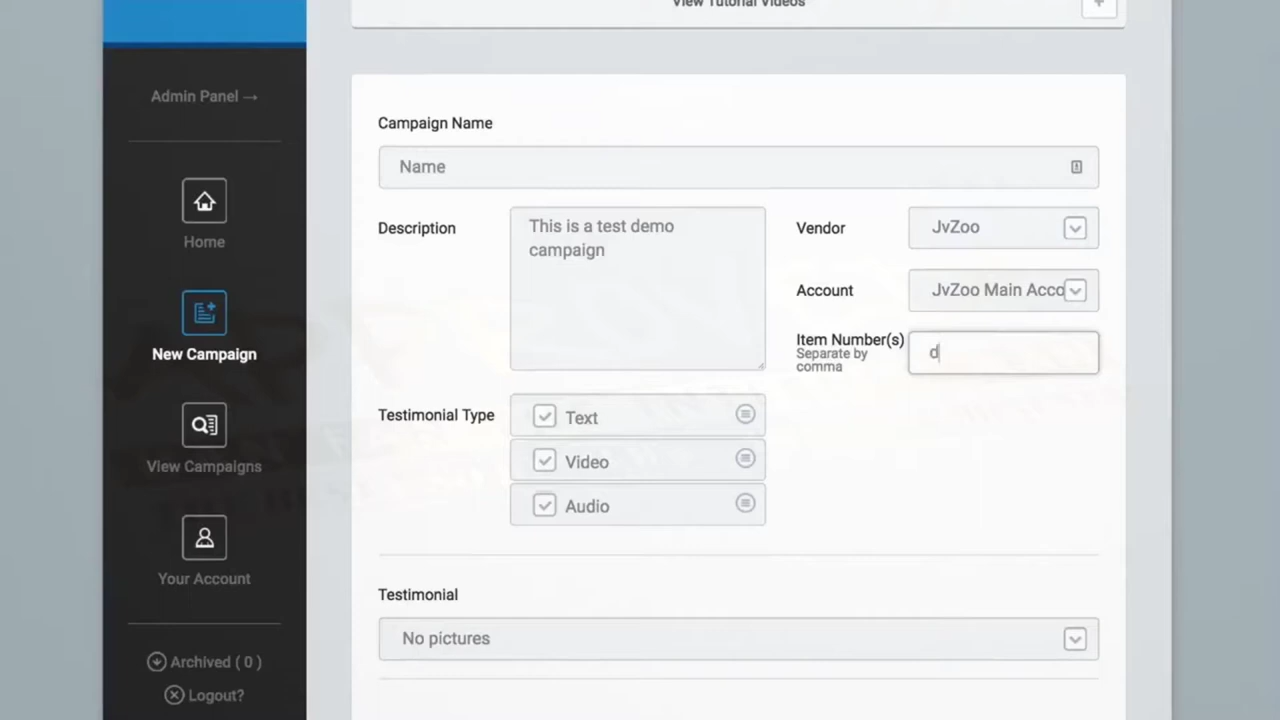 View Tutorial Videos
+
Admin Panel →
Campaign Name
Name
Home
Description
This is a test demo
campaign
Vendor
JvZoo
Account
JvZoo Main Acco
New Campaign
Item Number(s)
Separate by
comma
d
Testimonial Type
Text
Video
Audio
View Campaigns
Your Account
Testimonial
No pictures
Archived ( 0 )
Logout?